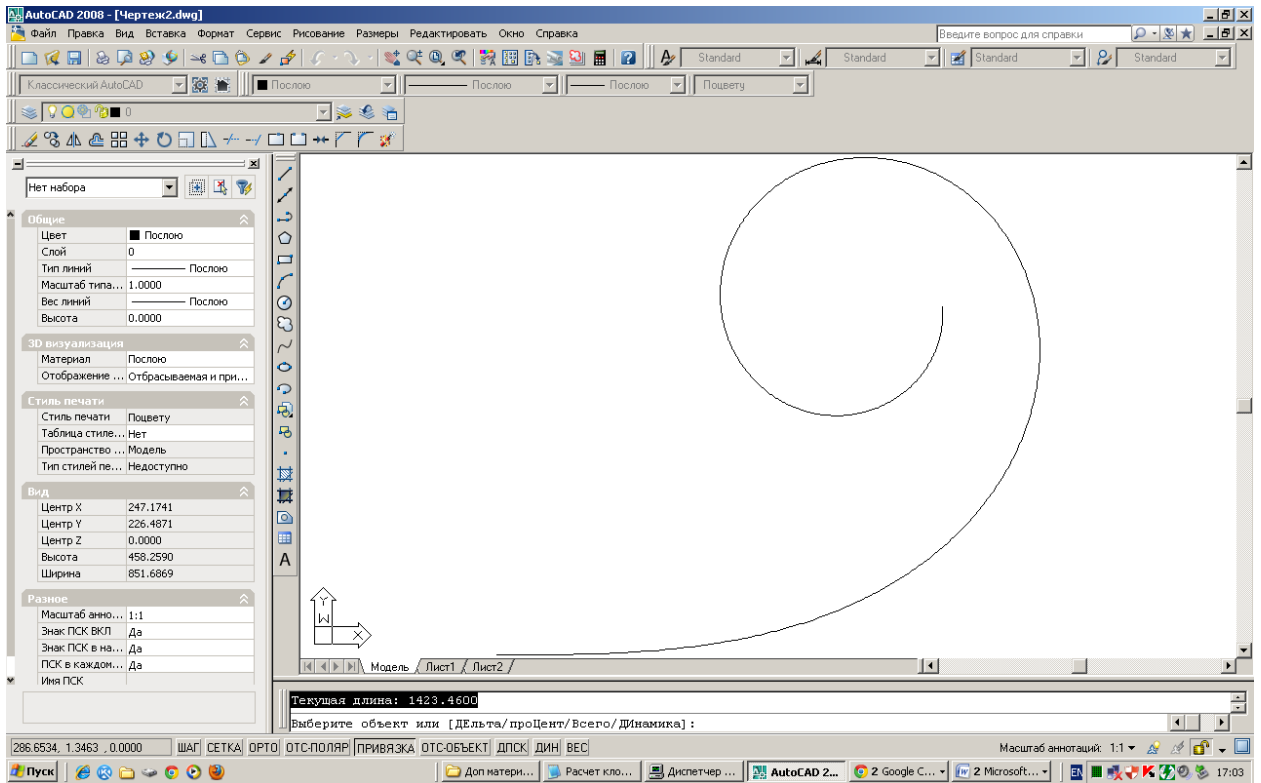 AutoCAD 2008 - [Чертеж2.dwg]
Файл Правка Вид Вставка Формат Сервис Рисование Размеры Редактировать Окно Справка
Введите вопрос для справки
Standard Standard Standard Standard
Классический AutoCAD Послою Послою Послою Поцвету
0
Нет набора
Общие
Цвет Послою
Слой 0
Тип линий Послою
Масштаб типа... 1.0000
Вес линий Послою
Высота 0.0000
3D визуализация
Материал Послою
Отображение ... Отбрасываемая и при...
Стиль печати
Стиль печати Поцвету
Таблица стиле... Нет
Пространство ... Модель
Тип стилей пе... Недоступно
Вид
Центр X 247.1741
Центр Y 226.4871
Центр Z 0.0000
Высота 458.2590
Ширина 851.6869
Разное
Масштаб анно... 1:1
Знак ПСК ВКЛ Да
Знак ПСК в на... Да
ПСК в каждом... Да
Имя ПСК
A
Y
W
X
Модель Лист1 Лист2
Текущая длина: 1423.4600
Выберите объект или [ДЕльта/проЦент/Всего/ДИнамика]:
286.6534, 1.3463 , 0.0000 ШАГ СЕТКА ОРТО ОТС-ПОЛЯР ПРИВЯЗКА ОТС-ОБЪЕКТ ДПСК ДИН ВЕС Масштаб аннотаций: 1:1
Пуск Доп матери... Расчет кло... Диспетчер ... AutoCAD 2... 2 Google C... 2 Microsoft... EN 17:03